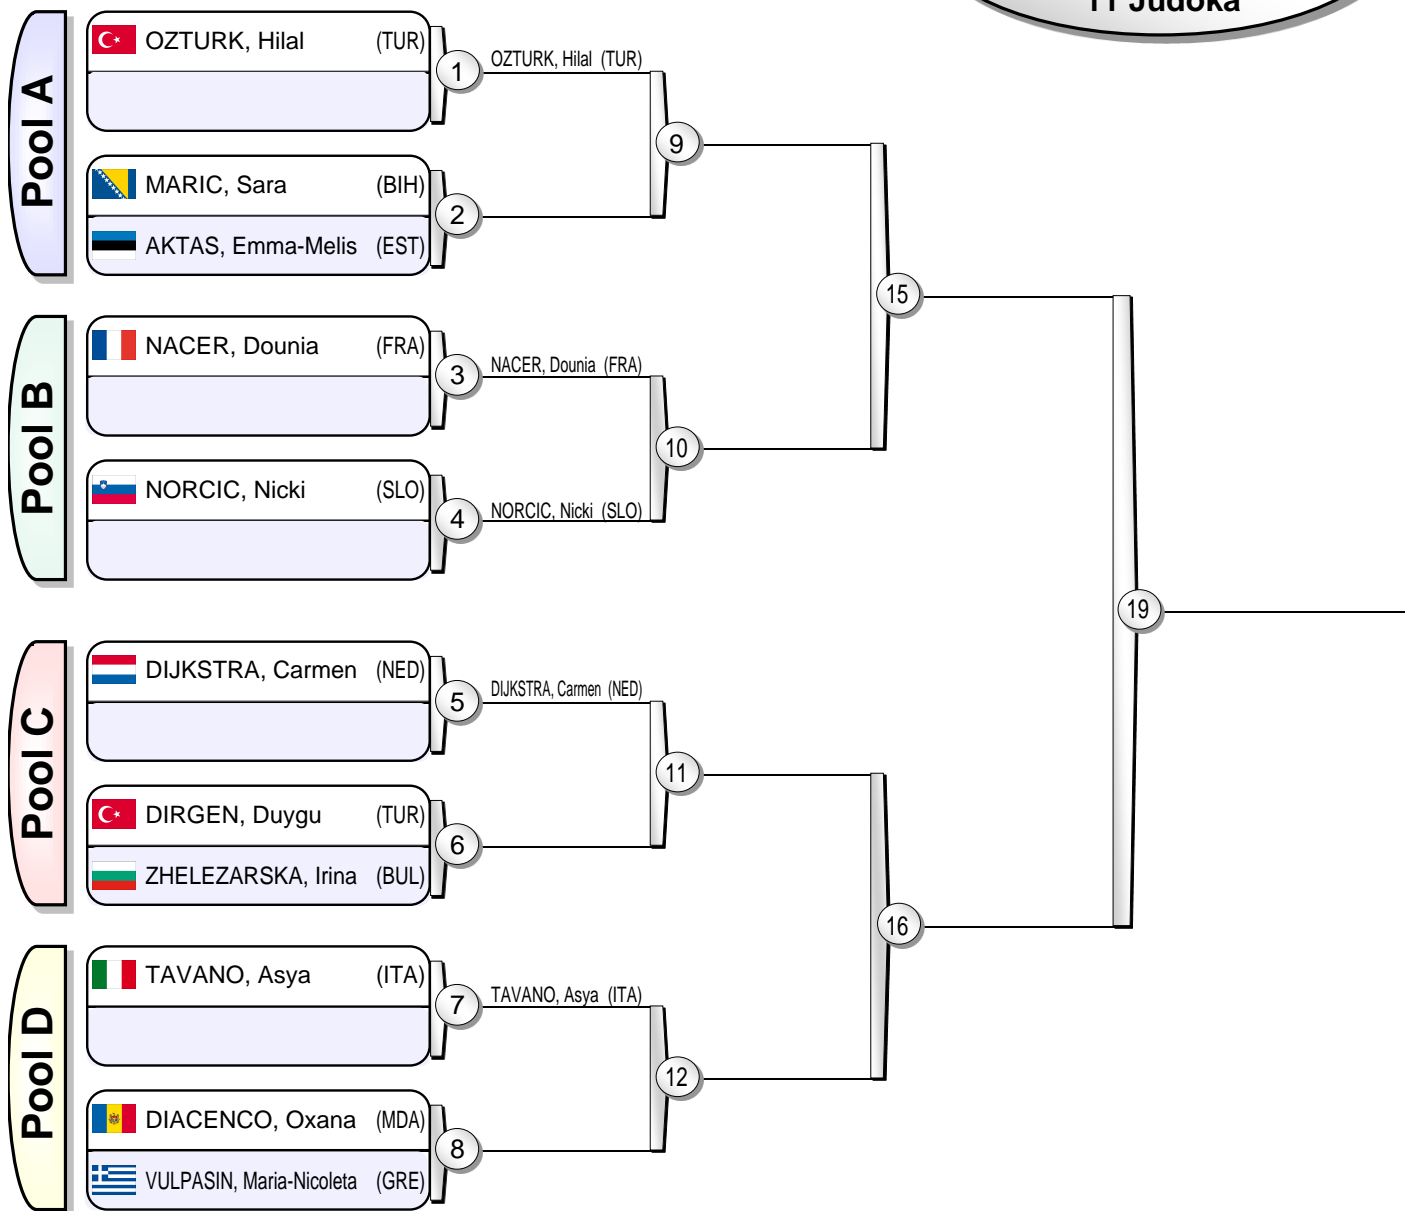 11 Judoka
Pool A
OZTURK, Hilal (TUR)
1
OZTURK, Hilal (TUR)
9
MARIC, Sara (BIH)
2
AKTAS, Emma-Melis (EST)
15
Pool B
NACER, Dounia (FRA)
3
NACER, Dounia (FRA)
10
NORCIC, Nicki (SLO)
4
NORCIC, Nicki (SLO)
19
Pool C
DIJKSTRA, Carmen (NED)
5
DIJKSTRA, Carmen (NED)
11
DIRGEN, Duygu (TUR)
6
ZHELEZARSKA, Irina (BUL)
16
Pool D
TAVANO, Asya (ITA)
7
TAVANO, Asya (ITA)
12
DIACENCO, Oxana (MDA)
8
VULPASIN, Maria-Nicoleta (GRE)